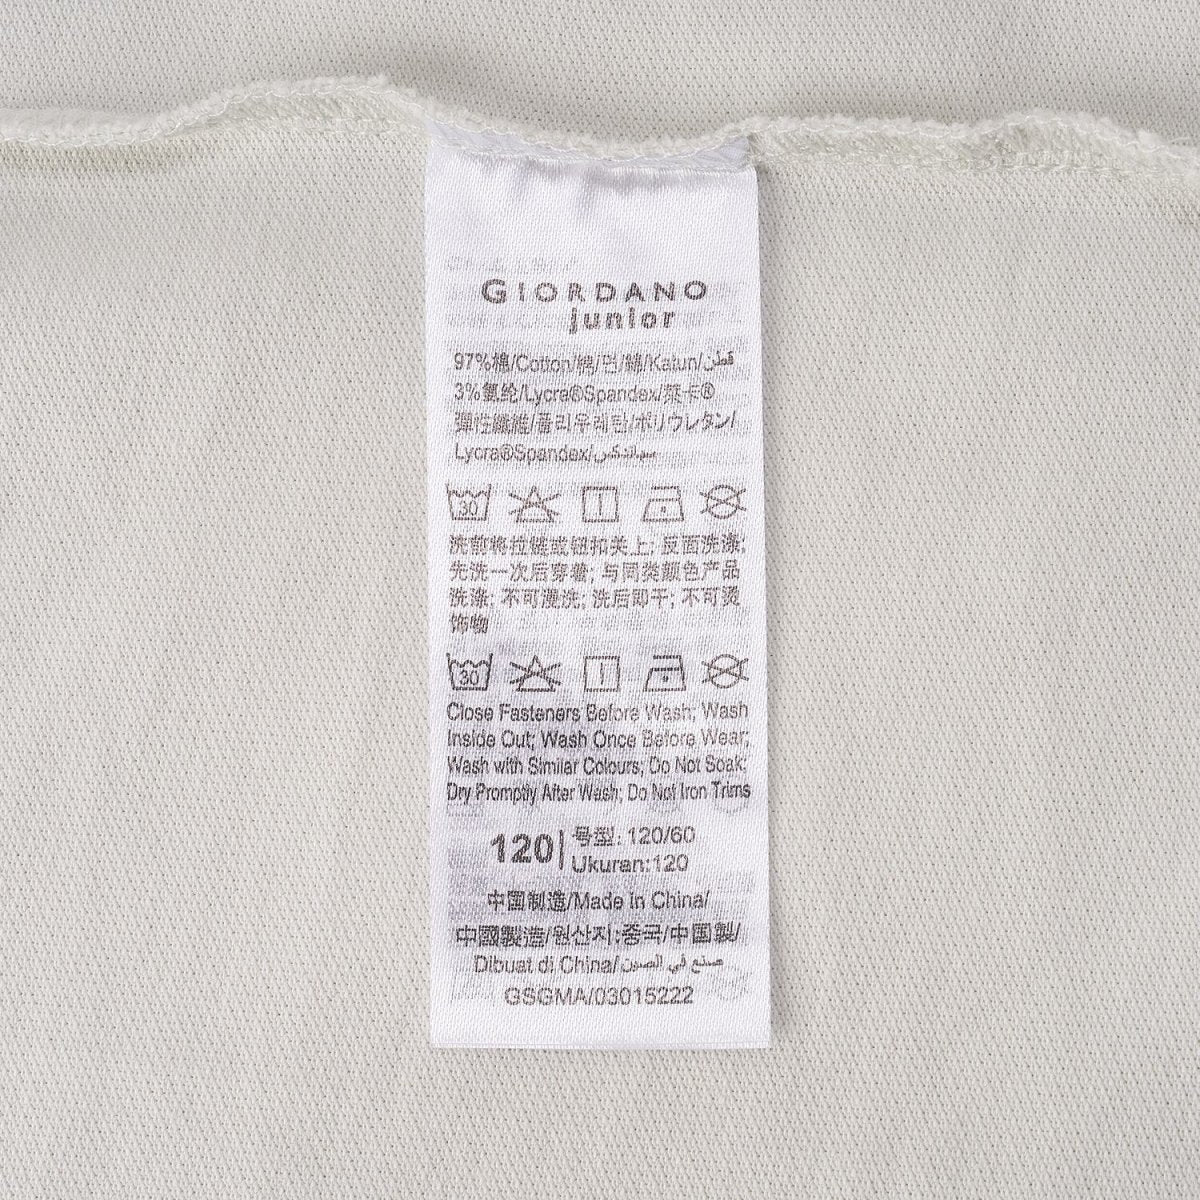 GIORDANO
junior
97%棉/Cotton/綿/면/綿/Katun/قطن
3%氨纶/Lycra®Spandex/萊卡®
彈性纖維/폴리우레탄/ポリウレタン/
Lycra®Spandex/
30
洗前将拉链或钮扣关上; 反面洗涤;
先洗一次后穿着; 与同类颜色产品
洗涤; 不可浸洗; 洗后即干; 不可烫
饰物
30
Close Fasteners Before Wash; Wash
Inside Out; Wash Once Before Wear;
Wash with Similar Colours; Do Not Soak;
Dry Promptly After Wash; Do Not Iron Trims
120 号型: 120/60
Ukuran:120
中国制造/Made in China/
中國製造/원산지:중국/中国製/
Dibuat di China/صنع في الصين
GSGMA/03015222